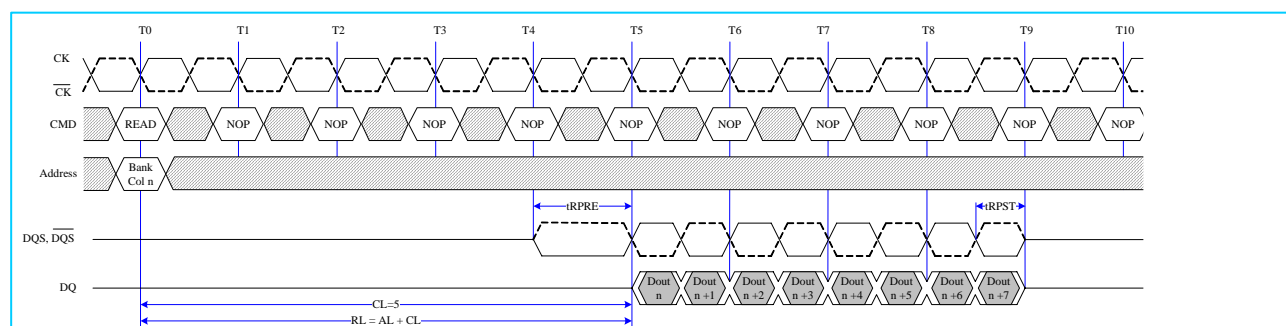 T0 T1 T2 T3 T4 T5 T6 T7 T8 T9 T10
CK
CK
CMD READ NOP NOP NOP NOP NOP NOP NOP NOP NOP NOP
Address Bank
Col n
tRPRE tRPST
DQS, DQS
DQ Dout Dout Dout Dout Dout Dout Dout Dout
n n +1 n +2 n +3 n +4 n +5 n +6 n +7
CL=5
RL = AL + CL